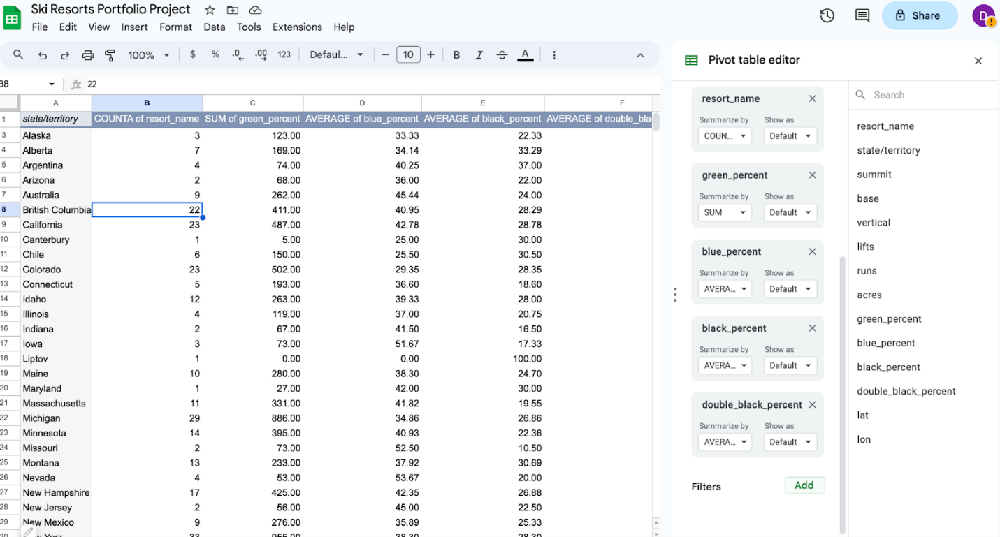 Ski Resorts Portfolio Project
File Edit View Insert Format Data Tools Extensions Help
Share
D
100% $ % .0 .00 123 Defaul... 10 B I A
B8 fx 22
A B C D E F
1 state/territory COUNTA of resort_name SUM of green_percent AVERAGE of blue_percent AVERAGE of black_percent AVERAGE of double_bla
3 Alaska 3 123.00 33.33 22.33
4 Alberta 7 169.00 34.14 33.29
5 Argentina 4 74.00 40.25 37.00
6 Arizona 2 68.00 36.00 22.00
7 Australia 9 262.00 45.44 24.00
8 British Columbia 22 411.00 40.95 28.29
9 California 23 487.00 42.78 28.78
10 Canterbury 1 5.00 25.00 30.00
11 Chile 6 150.00 25.50 30.50
12 Colorado 23 502.00 29.35 28.35
13 Connecticut 5 193.00 36.60 18.60
14 Idaho 12 263.00 39.33 28.00
15 Illinois 4 119.00 37.00 20.75
16 Indiana 2 67.00 41.50 16.50
17 Iowa 3 73.00 51.67 17.33
18 Liptov 1 0.00 0.00 100.00
19 Maine 10 280.00 38.30 24.70
20 Maryland 1 27.00 42.00 30.00
21 Massachusetts 11 331.00 41.82 19.55
22 Michigan 29 886.00 34.86 26.86
23 Minnesota 14 395.00 40.93 22.36
24 Missouri 2 73.00 52.50 10.50
25 Montana 13 233.00 37.92 30.69
26 Nevada 4 53.00 53.67 20.00
27 New Hampshire 17 425.00 42.35 26.88
28 New Jersey 2 56.00 45.00 22.50
29 New Mexico 9 276.00 35.89 25.33
Pivot table editor
resort_name
Summarize by Show as
COUN... Default
green_percent
Summarize by Show as
SUM Default
blue_percent
Summarize by Show as
AVERA... Default
black_percent
Summarize by Show as
AVERA... Default
double_black_percent
Summarize by Show as
AVERA... Default
Filters Add
Search
resort_name
state/territory
summit
base
vertical
lifts
runs
acres
green_percent
blue_percent
black_percent
double_black_percent
lat
lon